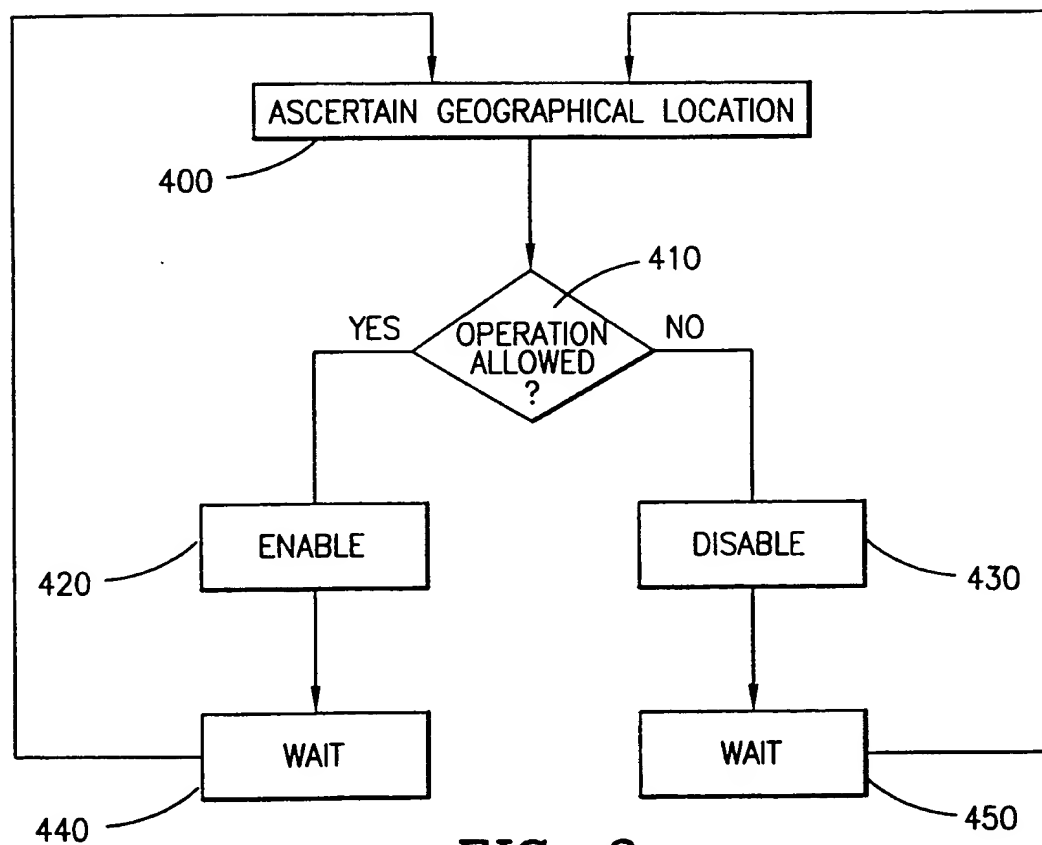 ASCERTAIN GEOGRAPHICAL LOCATION
400
410
YES
OPERATION
ALLOWED
?
NO
ENABLE
420
DISABLE
430
WAIT
440
WAIT
450